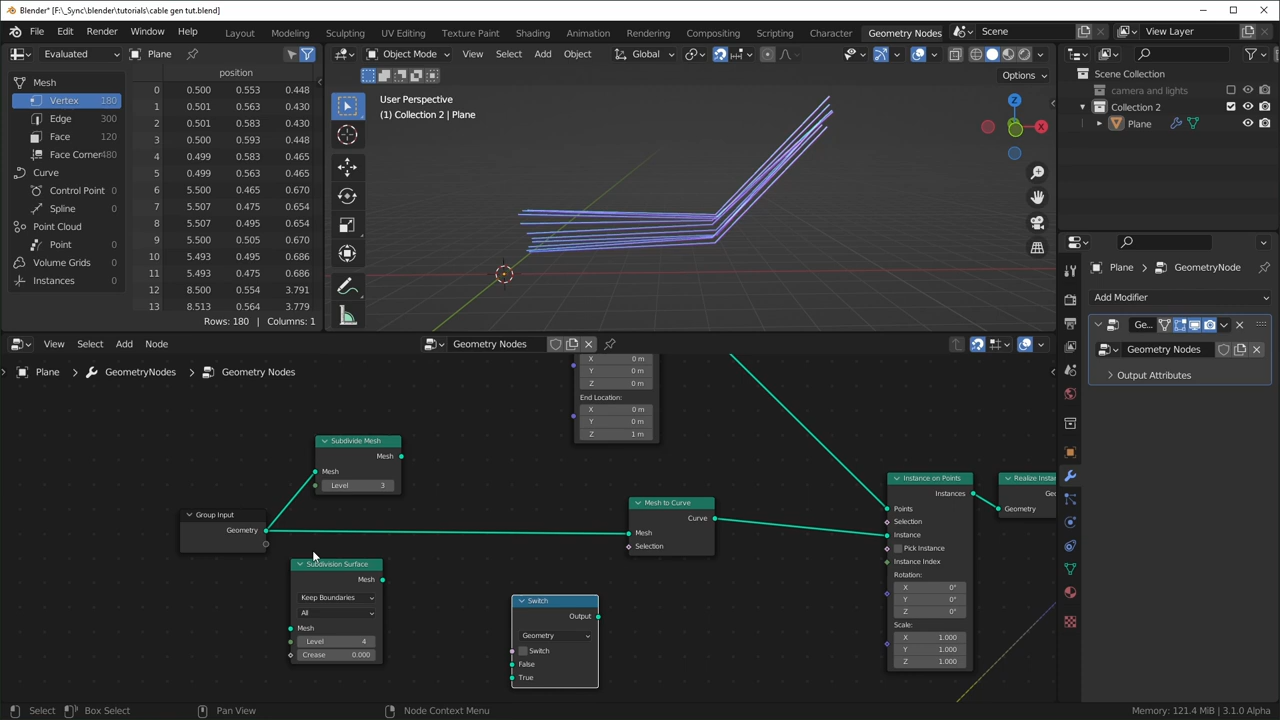 Blender* [F:\_Sync\blender\tutorials\cable gen tut.blend]
File Edit Render Window Help Layout Modeling Sculpting UV Editing Texture Paint Shading Animation Rendering Compositing Scripting Character Geometry Nodes Scene View Layer
Evaluated Plane Object Mode View Select Add Object Global
Options
Mesh
Vertex 180
Edge 300
Face 120
Face Corner 480
Curve
Control Point 0
Spline 0
Point Cloud
Point 0
Volume Grids 0
Instances 0
position
0 0.500 0.553 0.448
1 0.501 0.563 0.430
2 0.501 0.583 0.430
3 0.500 0.593 0.448
4 0.499 0.583 0.465
5 0.499 0.563 0.465
6 5.500 0.465 0.670
7 5.507 0.475 0.654
8 5.507 0.495 0.654
9 5.500 0.505 0.670
10 5.493 0.495 0.686
11 5.493 0.475 0.686
12 8.500 0.554 3.791
13 8.513 0.564 3.779
Rows: 180 | Columns: 1
User Perspective
(1) Collection 2 | Plane
Z
X
Scene Collection
camera and lights
Collection 2
Plane
Plane GeometryNode
Add Modifier
Ge..
Geometry Nodes
Output Attributes
View Select Add Node Geometry Nodes
Plane GeometryNodes Geometry Nodes
X 0 m
Y 0 m
Z 0 m
End Location:
X 0 m
Y 0 m
Z 1 m
Subdivide Mesh
Mesh
Mesh
Level 3
Group Input
Geometry
Subdivision Surface
Mesh
Keep Boundaries
All
Mesh
Level 4
Crease 0.000
Switch
Output
Geometry
Switch
False
True
Mesh to Curve
Curve
Mesh
Selection
Instance on Points
Instances
Points
Selection
Instance
Pick Instance
Instance Index
Rotation:
X 0°
Y 0°
Z 0°
Scale:
X 1.000
Y 1.000
Z 1.000
Realize Instan
Ge
Geometry
Select Box Select Pan View Node Context Menu Memory: 121.4 MiB | 3.1.0 Alpha